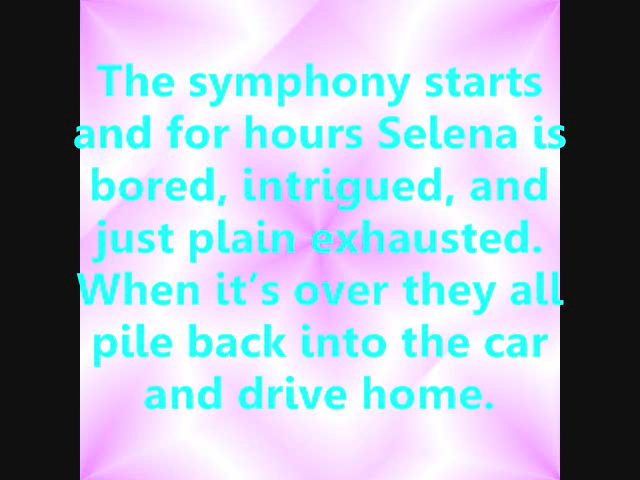 The symphony starts
and for hours Selena is
bored, intrigued, and
just plain exhausted.
When it’s over they all
pile back into the car
and drive home.